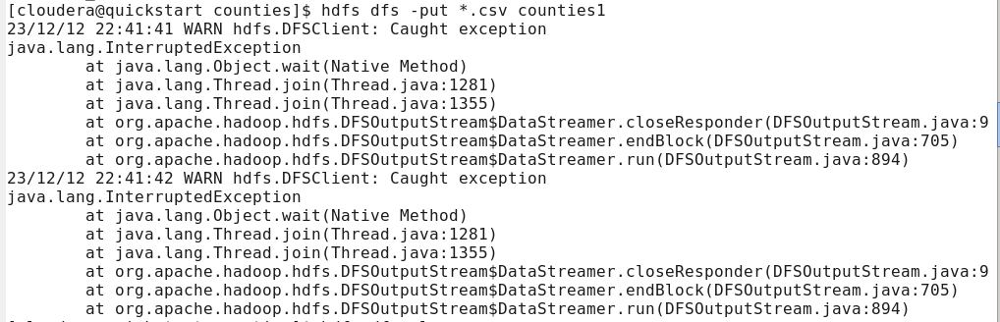 [cloudera@quickstart counties]$ hdfs dfs -put *.csv counties1
23/12/12 22:41:41 WARN hdfs.DFSClient: Caught exception
java.lang.InterruptedException
        at java.lang.Object.wait(Native Method)
        at java.lang.Thread.join(Thread.java:1281)
        at java.lang.Thread.join(Thread.java:1355)
        at org.apache.hadoop.hdfs.DFSOutputStream$DataStreamer.closeResponder(DFSOutputStream.java:9
        at org.apache.hadoop.hdfs.DFSOutputStream$DataStreamer.endBlock(DFSOutputStream.java:705)
        at org.apache.hadoop.hdfs.DFSOutputStream$DataStreamer.run(DFSOutputStream.java:894)
23/12/12 22:41:42 WARN hdfs.DFSClient: Caught exception
java.lang.InterruptedException
        at java.lang.Object.wait(Native Method)
        at java.lang.Thread.join(Thread.java:1281)
        at java.lang.Thread.join(Thread.java:1355)
        at org.apache.hadoop.hdfs.DFSOutputStream$DataStreamer.closeResponder(DFSOutputStream.java:9
        at org.apache.hadoop.hdfs.DFSOutputStream$DataStreamer.endBlock(DFSOutputStream.java:705)
        at org.apache.hadoop.hdfs.DFSOutputStream$DataStreamer.run(DFSOutputStream.java:894)